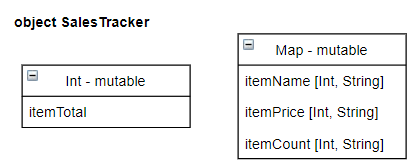 object SalesTracker
Int - mutable
itemTotal
Map - mutable
itemName [Int, String]
itemPrice [Int, String]
itemCount [Int, String]